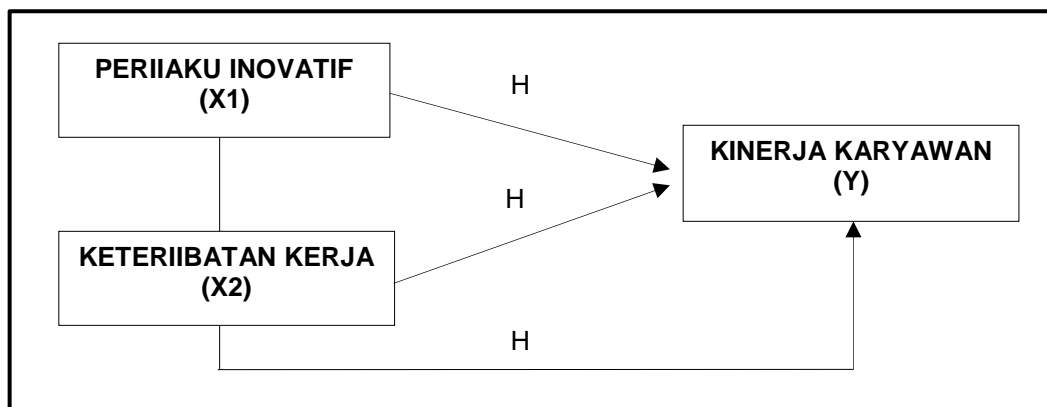 PERIIAKU INOVATIF
(X1)
H
KINERJA KARYAWAN
(Y)
H
KETERIIBATAN KERJA
(X2)
H